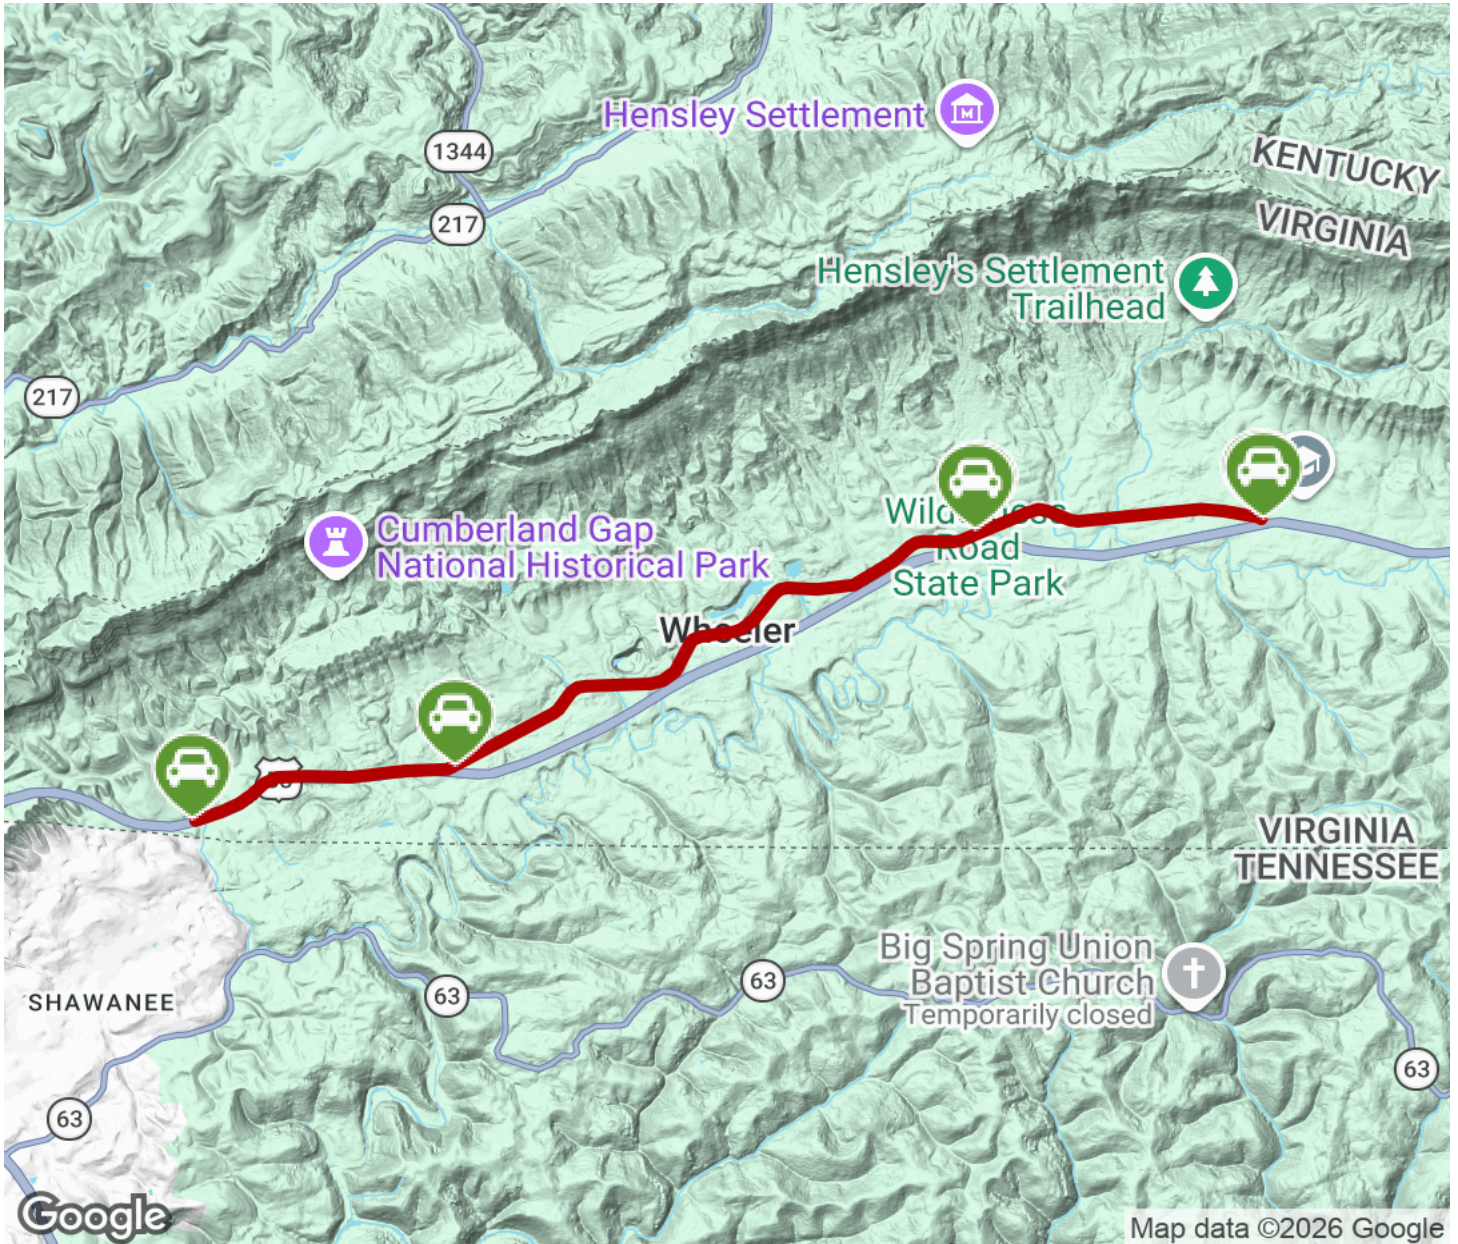 Hensley Settlement
1344
KENTUCKY
217
VIRGINIA
Hensley's Settlement
Trailhead
217
Cumberland Gap
National Historical Park
Road
State Park
Wheeler
VIRGINIA
TENNESSEE
Big Spring Union
Baptist Church
Temporarily closed
63
63
SHAWANEE
63
63
Google
Map data ©2026 Google